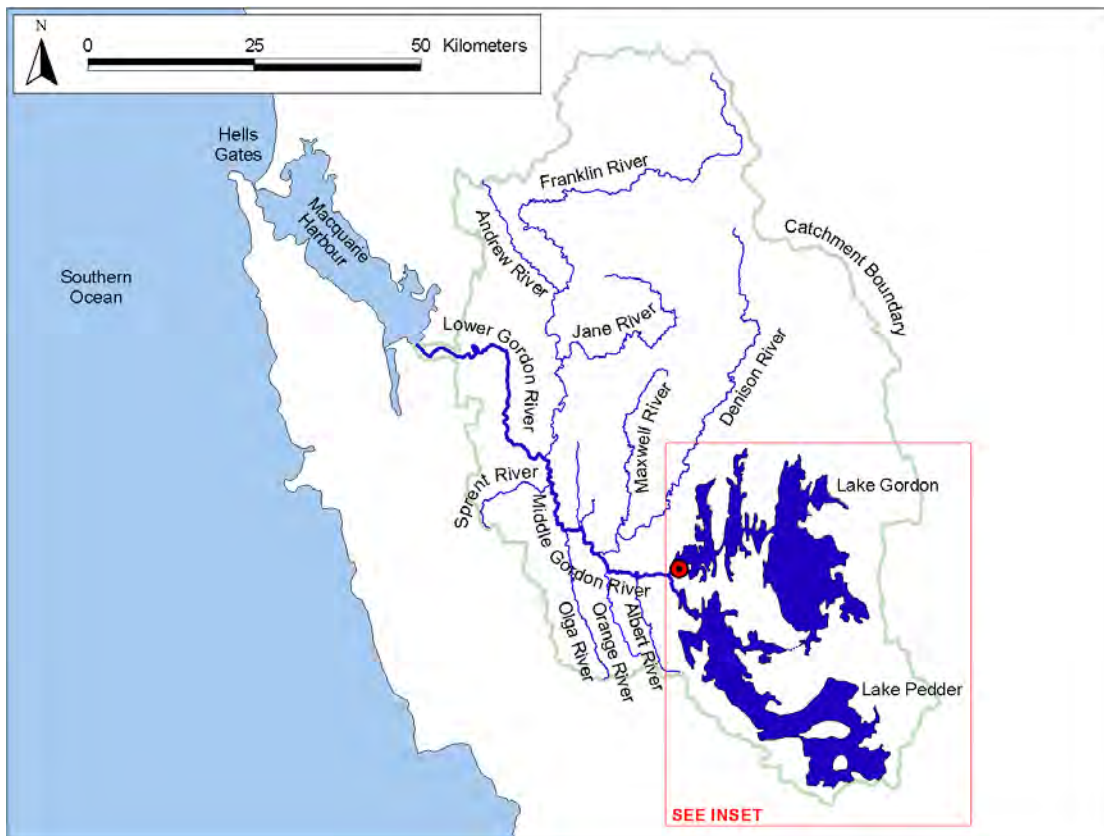 N
0 25 50 Kilometers
Hells
Gates
Macquarie
Harbour
Southern
Ocean
Franklin River
Andrew River
Catchment Boundary
Jane River
Lower Gordon River
Denison River
Maxwell River
Sprent River
Lake Gordon
Middle Gordon River
Olga River
Orange River
Albert River
Lake Pedder
SEE INSET